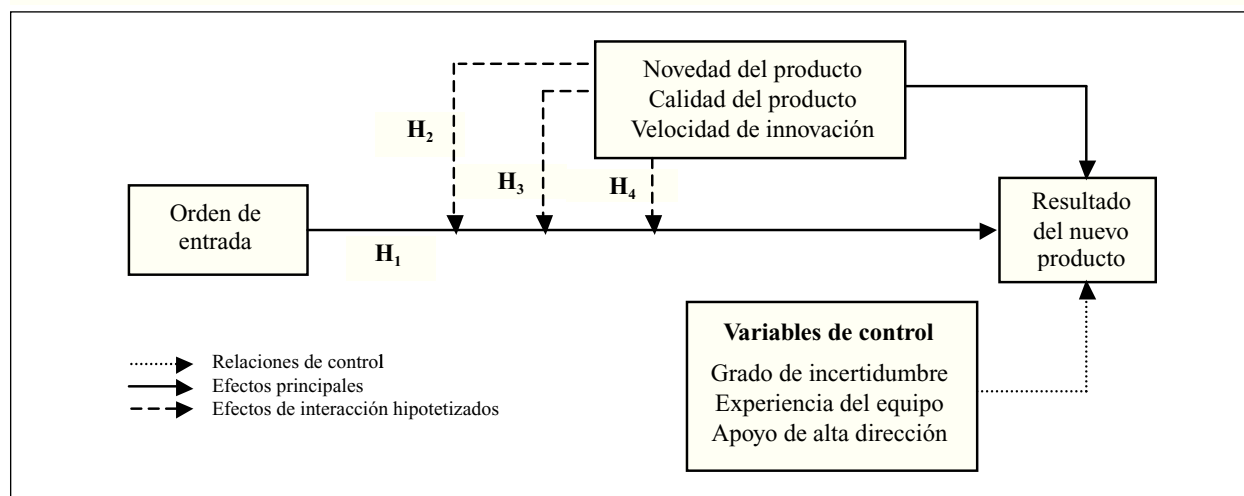 Novedad del producto
Calidad del producto
Velocidad de innovación
H2
H3
H4
Orden de
entrada
H1
Resultado
del nuevo
producto
Variables de control
Grado de incertidumbre
Experiencia del equipo
Apoyo de alta dirección
Relaciones de control
Efectos principales
Efectos de interacción hipotetizados